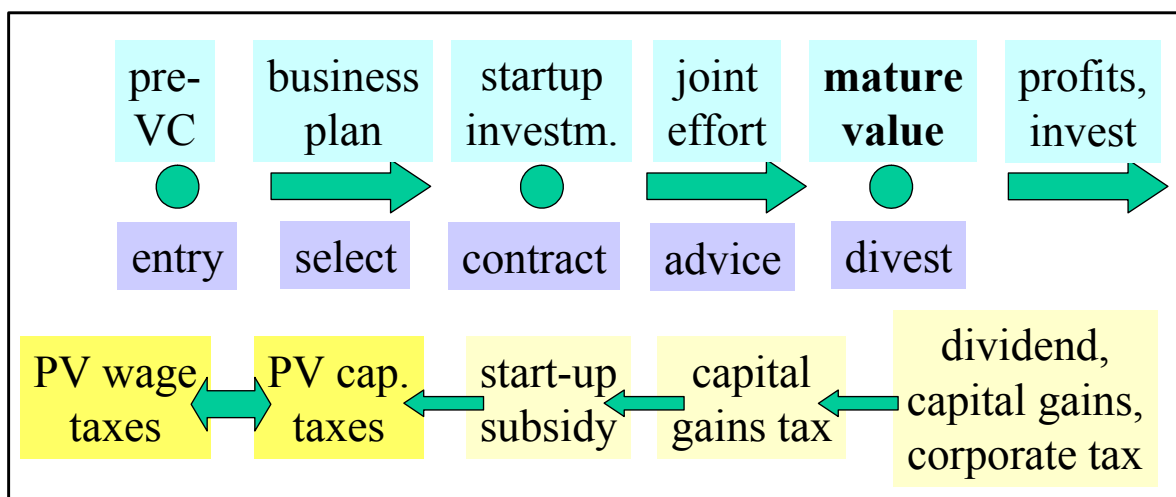 pre-
VC
business
plan
startup
investm.
joint
effort
mature
value
profits,
invest
entry
select
contract
advice
divest
PV wage
taxes
PV cap.
taxes
start-up
subsidy
capital
gains tax
dividend,
capital gains,
corporate tax